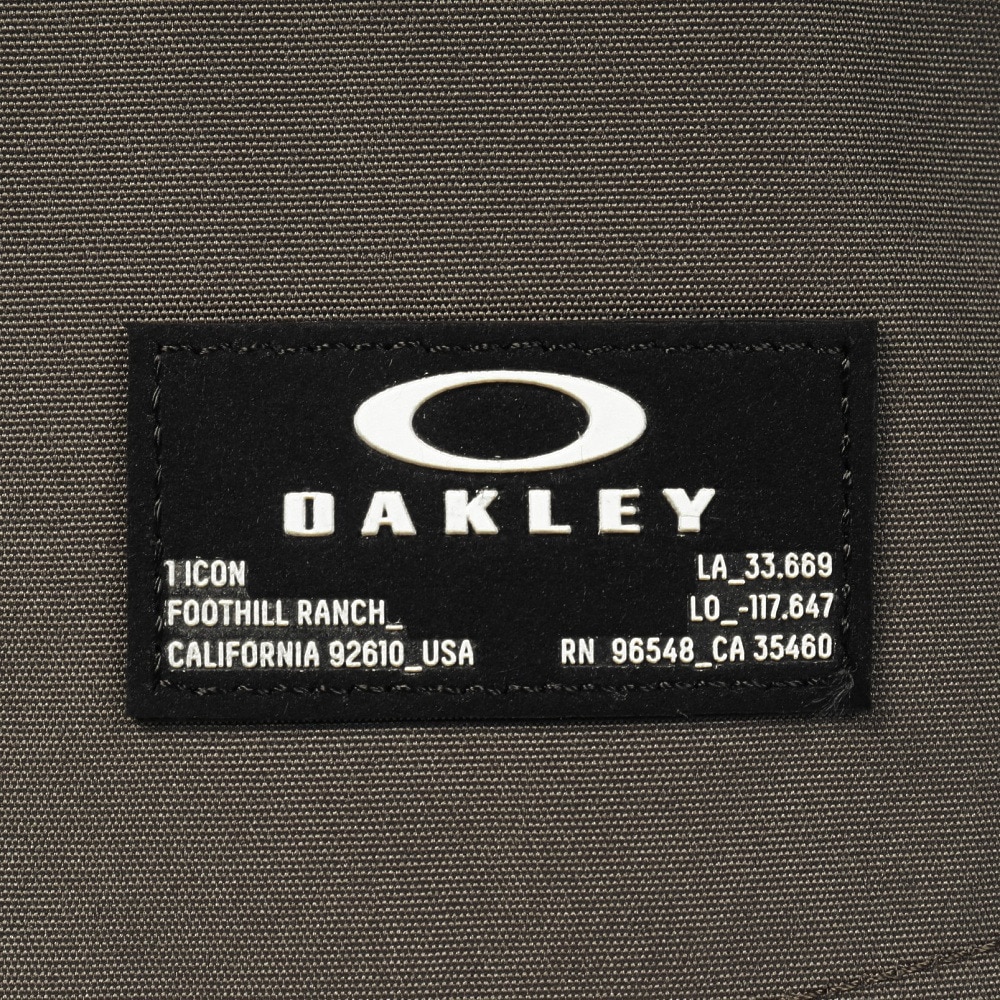 OAKLEY
1 ICON
FOOTHILL RANCH_
CALIFORNIA 92610_USA
LA_33.669
LO_-117.647
RN 96548_CA 35460